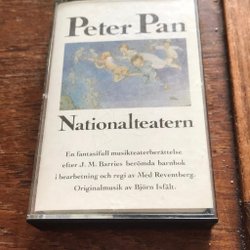 Peter Pan
Nationalteatern
En fantasifull musikteaterberättelse
efter J. M. Barries berömda barnbok
i bearbetning och regi av Med Reventberg.
Originalmusik av Björn Isfält.